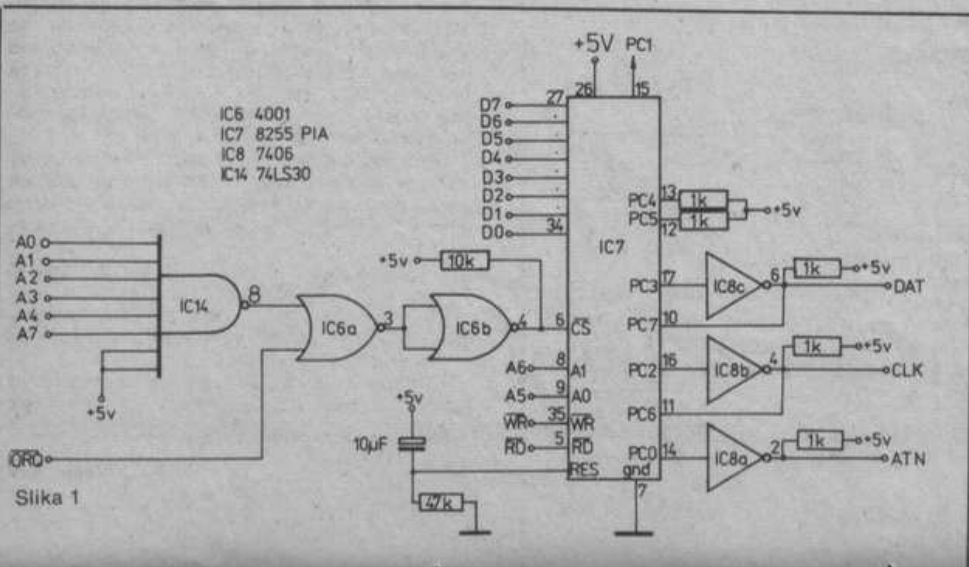 +5V PC1
26 15
IC6 4001
IC7 8255 PIA
IC8 7406
IC14 74LS30
D7 27
D6
D5
D4
D3
D2
D1
D0 34
IC7
PC4 13 1k +5v
PC5 12 1k
A0
A1
A2
A3
A4
A7
+5v
IC14 8
IC6a 3
IC6b 4
+5v 10k
6 CS
A6 8 A1
A5 9 A0
WR 35 WR
RD 5 RD
RES gnd
7
+5v
10µF
47k
PC3 17 IC8c 6 1k +5v
DAT
PC7 10
PC2 16 IC8b 4 1k +5v
CLK
PC6 11
PC0 14 IC8a 2 1k +5v
ATN
ORQ
Slika 1